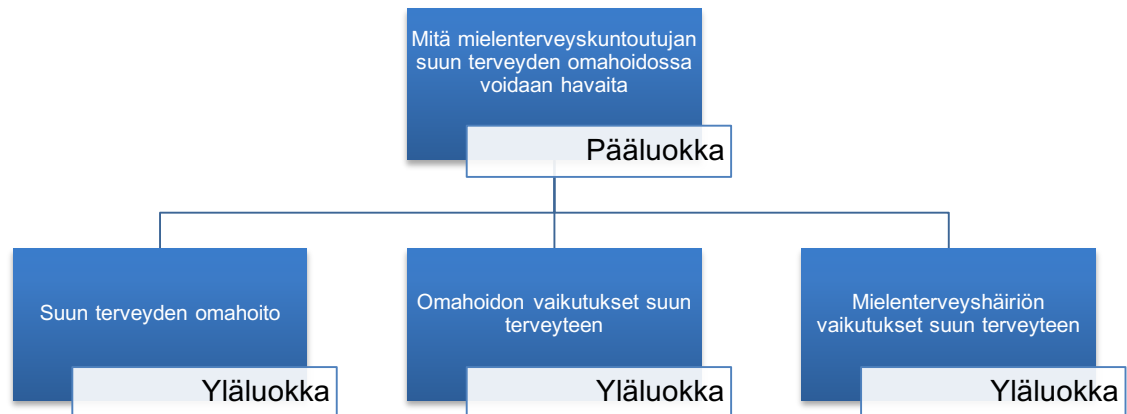 Mitä mielenterveyskuntoutujan
suun terveyden omahoidossa
voidaan havaita
Pääluokka
Suun terveyden omahoito
Yläluokka
Omahoidon vaikutukset suun
terveyteen
Yläluokka
Mielenterveyshäiriön
vaikutukset suun terveyteen
Yläluokka